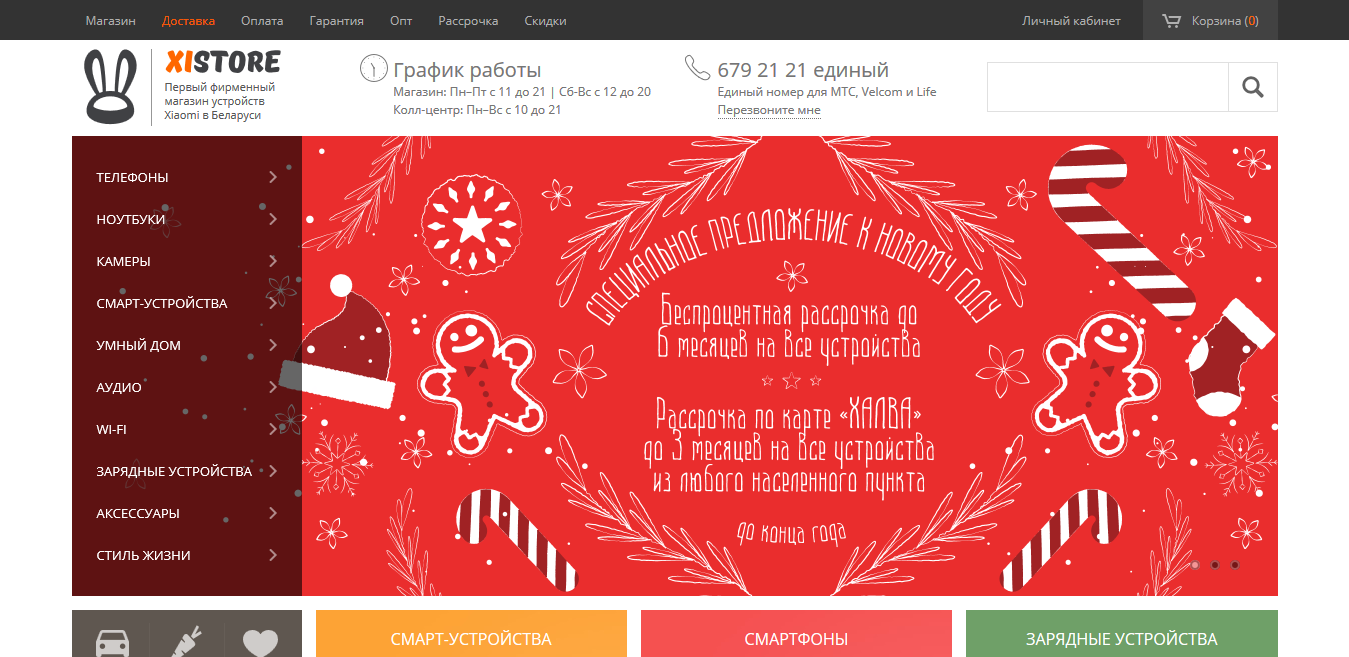 Магазин Доставка Оплата Гарантия Опт Рассрочка Скидки Личный кабинет Корзина (0)
XISTORE
Первый фирменный
магазин устройств
Xiaomi в Беларуси
График работы
Магазин: Пн–Пт с 11 до 21 | Сб-Вс с 12 до 20
Колл-центр: Пн–Вс с 10 до 21
679 21 21 единый
Единый номер для МТС, Velcom и Life
Перезвоните мне
ТЕЛЕФОНЫ
НОУТБУКИ
КАМЕРЫ
СМАРТ-УСТРОЙСТВА
УМНЫЙ ДОМ
АУДИО
WI-FI
ЗАРЯДНЫЕ УСТРОЙСТВА
АКСЕССУАРЫ
СТИЛЬ ЖИЗНИ
СПЕЦИАЛЬНОЕ ПРЕДЛОЖЕНИЕ К НОВОМУ ГОДУ
Беспроцентная рассрочка до
6 месяцев на все устройства
Рассрочка по карте «ХАЛВА»
до 3 месяцев на все устройства
из любого населенного пункта
до конца года
СМАРТ-УСТРОЙСТВА
СМАРТФОНЫ
ЗАРЯДНЫЕ УСТРОЙСТВА